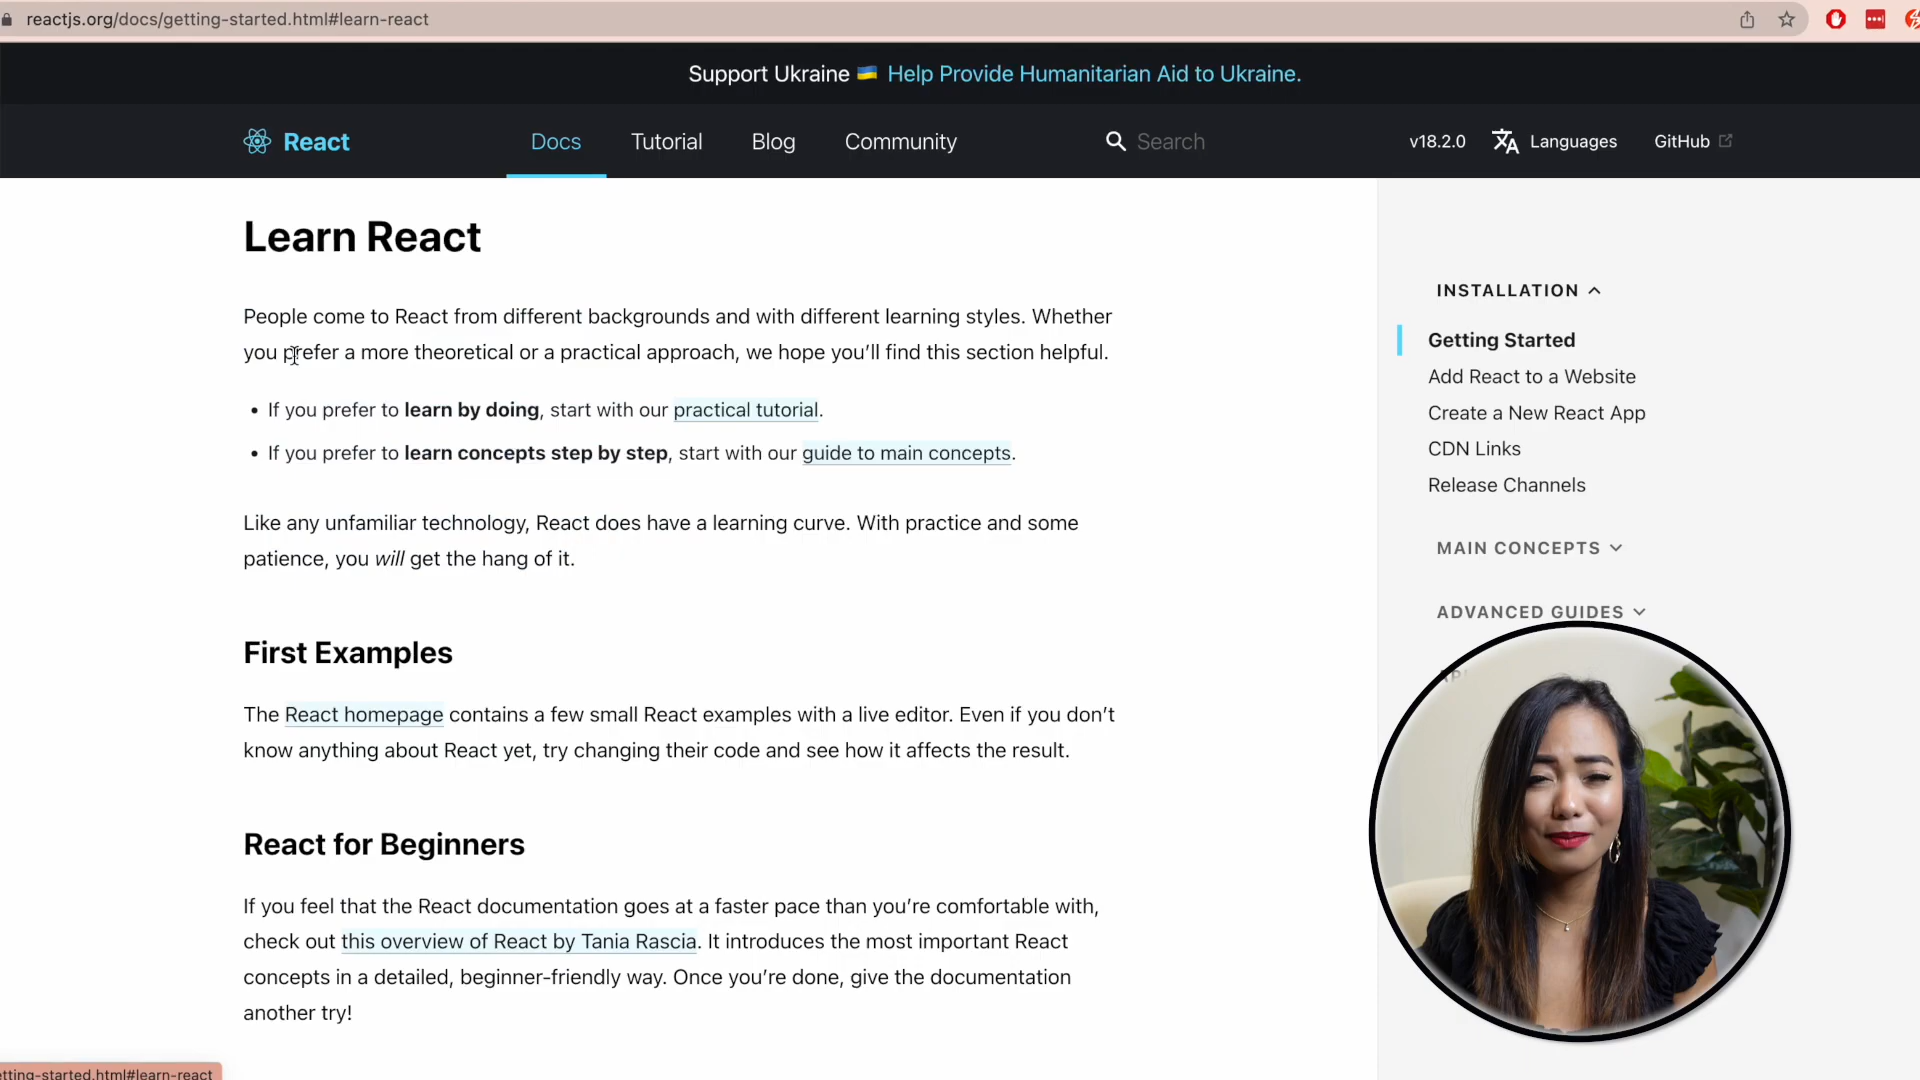 reactjs.org/docs/getting-started.html#learn-react
Support Ukraine 🇺🇦 Help Provide Humanitarian Aid to Ukraine.
React Docs Tutorial Blog Community Search v18.2.0 Languages GitHub
Learn React
People come to React from different backgrounds and with different learning styles. Whether
you prefer a more theoretical or a practical approach, we hope you’ll find this section helpful.
• If you prefer to learn by doing, start with our practical tutorial.
• If you prefer to learn concepts step by step, start with our guide to main concepts.
Like any unfamiliar technology, React does have a learning curve. With practice and some
patience, you will get the hang of it.
First Examples
The React homepage contains a few small React examples with a live editor. Even if you don’t
know anything about React yet, try changing their code and see how it affects the result.
React for Beginners
If you feel that the React documentation goes at a faster pace than you’re comfortable with,
check out this overview of React by Tania Rascia. It introduces the most important React
concepts in a detailed, beginner-friendly way. Once you’re done, give the documentation
another try!
INSTALLATION
Getting Started
Add React to a Website
Create a New React App
CDN Links
Release Channels
MAIN CONCEPTS
ADVANCED GUIDES
etting-started.html#learn-react